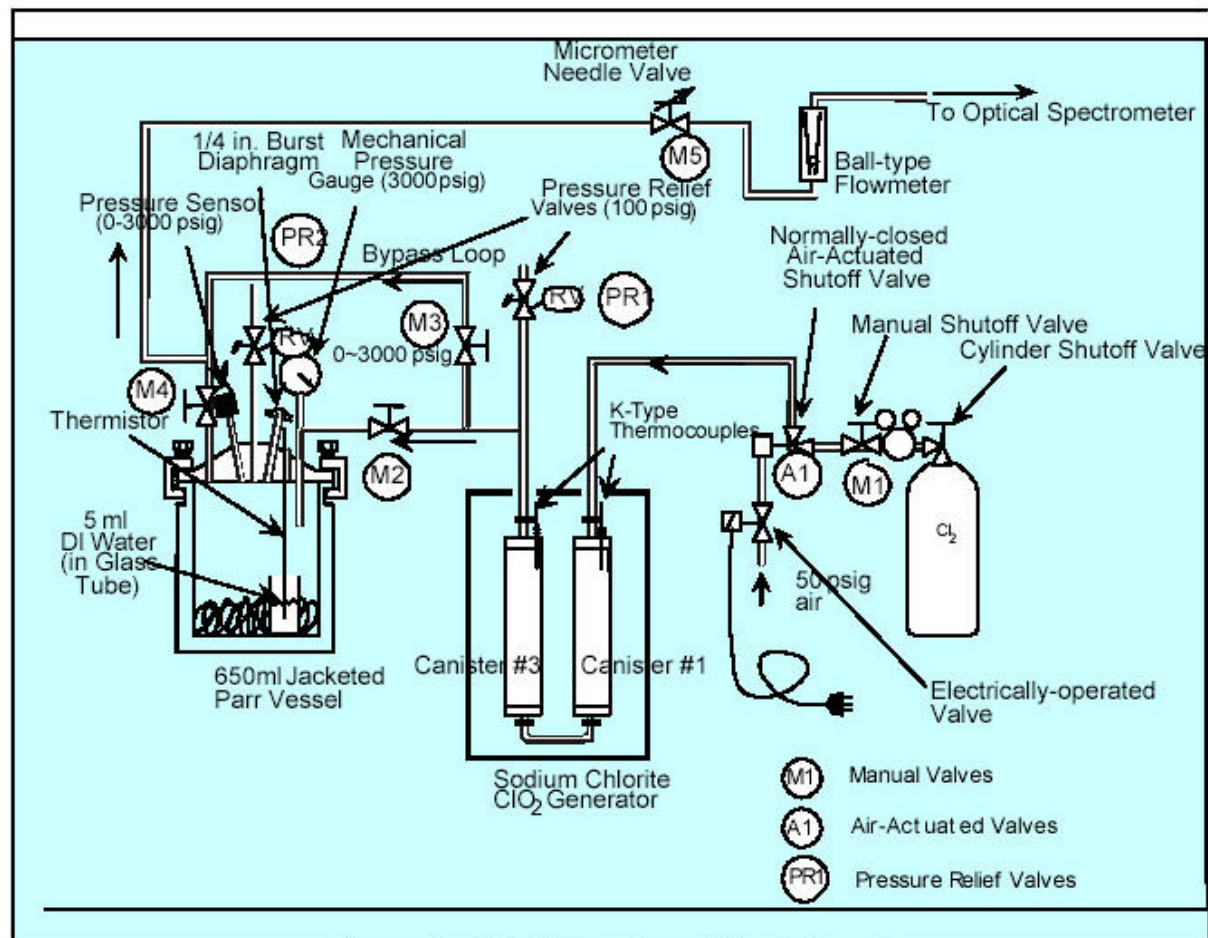 Micrometer
Needle Valve
To Optical Spectrometer
M5
Ball-type
Flowmeter
1/4 in. Burst
Diaphragm
Mechanical
Pressure
Gauge (3000 psig)
Pressure Sensor
(0-3000 psig)
Pressure Relief
Valves (100 psig)
PR2
Bypass Loop
Normally-closed
Air-Actuated
Shutoff Valve
RV
PR1
M3
RV
0~3000 psig
Manual Shutoff Valve
Cylinder Shutoff Valve
M4
Thermistor
K-Type
Thermocouples
M2
A1
M1
5 ml
DI Water
(in Glass
Tube)
Cl2
50 psig
air
650ml Jacketed
Parr Vessel
Canister #3
Canister #1
Electrically-operated
Valve
Sodium Chlorite
ClO2 Generator
M1
Manual Valves
A1
Air-Actuated Valves
PR1
Pressure Relief Valves